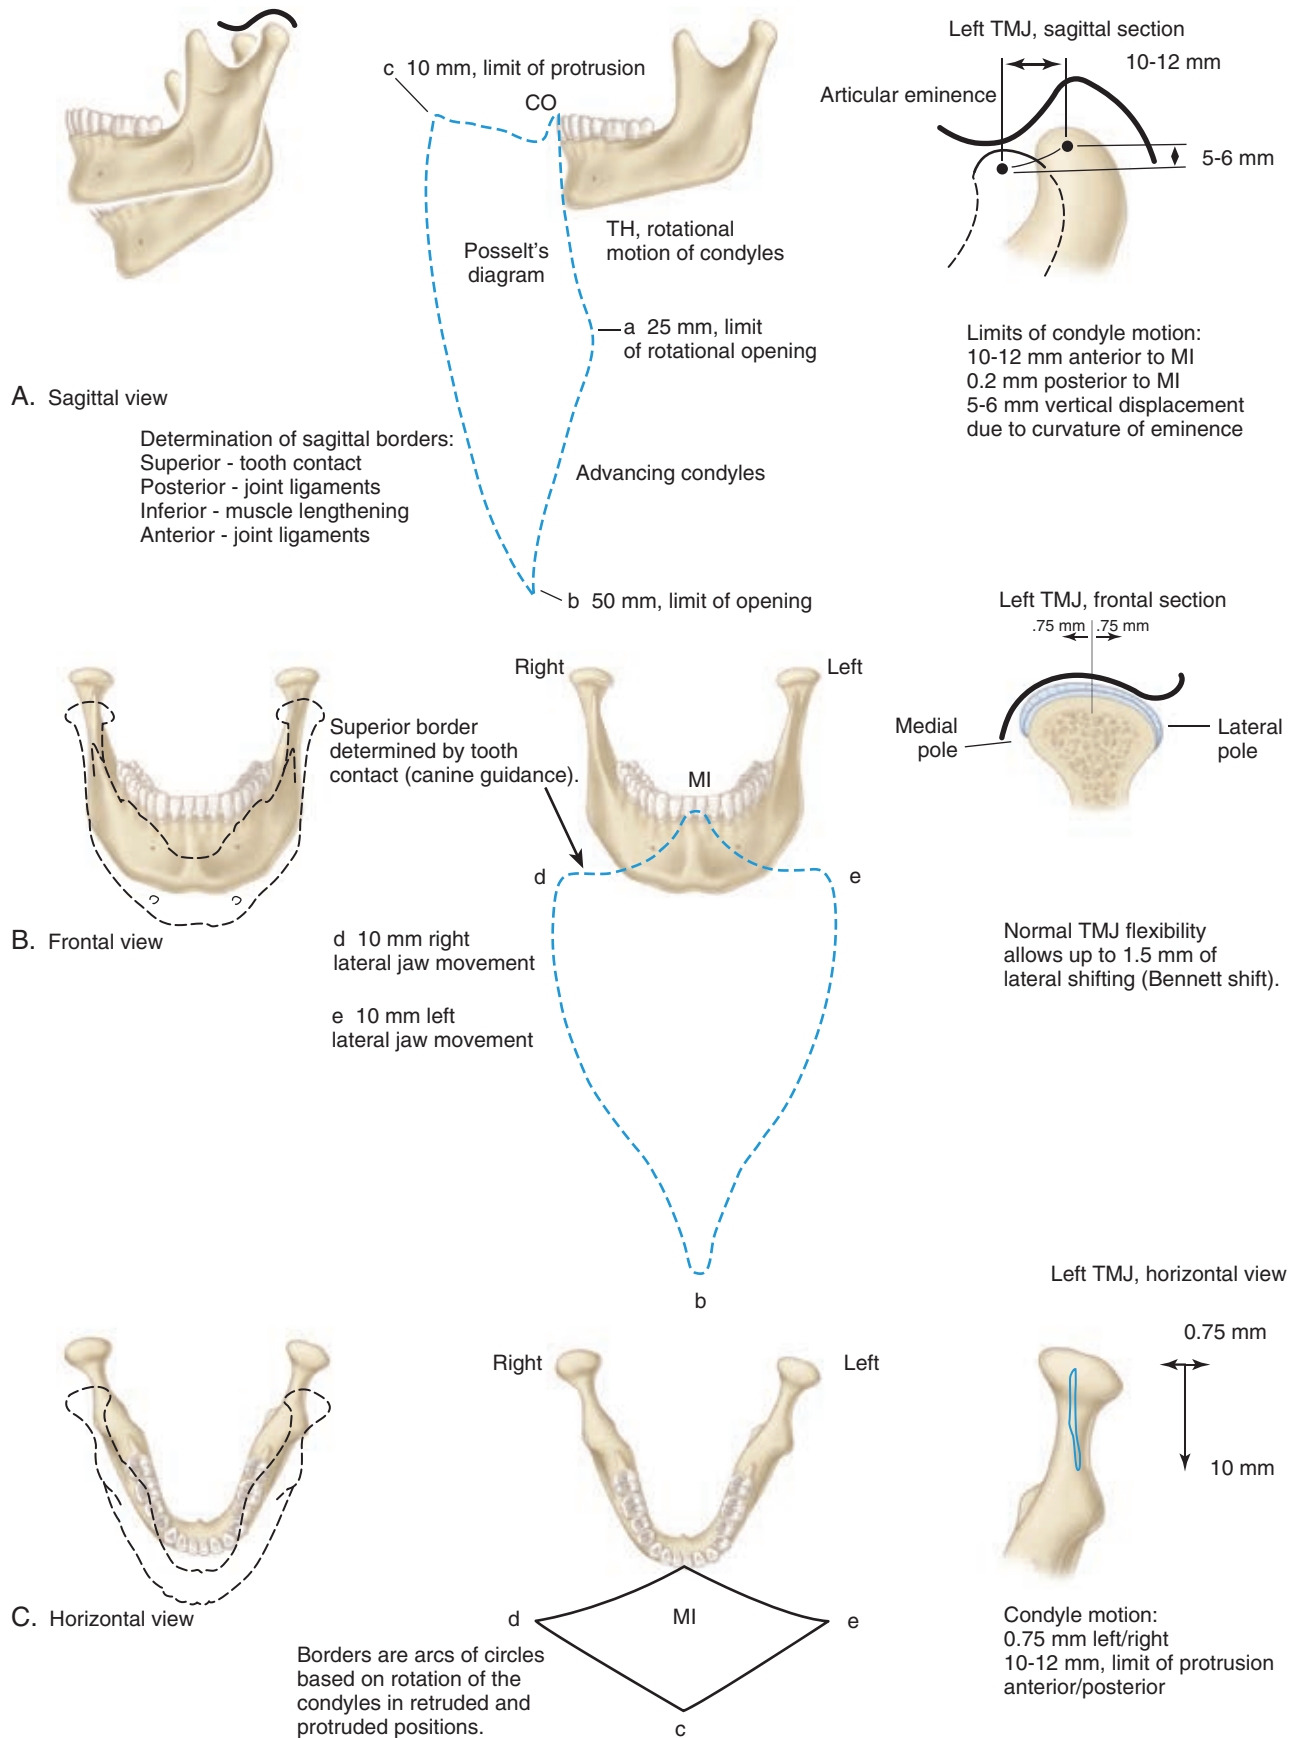 Left TMJ, sagittal section
10-12 mm
Articular eminence
5-6 mm
c 10 mm, limit of protrusion
CO
TH, rotational
motion of condyles
Posselt's
diagram
a 25 mm, limit
of rotational opening
Limits of condyle motion:
10-12 mm anterior to MI
0.2 mm posterior to MI
5-6 mm vertical displacement
due to curvature of eminence
A. Sagittal view
Determination of sagittal borders:
Superior - tooth contact
Posterior - joint ligaments
Inferior - muscle lengthening
Anterior - joint ligaments
Advancing condyles
b 50 mm, limit of opening
Left TMJ, frontal section
.75 mm .75 mm
Right
Left
Superior border
determined by tooth
contact (canine guidance).
MI
Medial
pole
Lateral
pole
d
e
B. Frontal view
d 10 mm right
lateral jaw movement
e 10 mm left
lateral jaw movement
Normal TMJ flexibility
allows up to 1.5 mm of
lateral shifting (Bennett shift).
b
Left TMJ, horizontal view
0.75 mm
Right
Left
10 mm
C. Horizontal view
d
MI
e
Borders are arcs of circles
based on rotation of the
condyles in retruded and
protruded positions.
c
Condyle motion:
0.75 mm left/right
10-12 mm, limit of protrusion
anterior/posterior